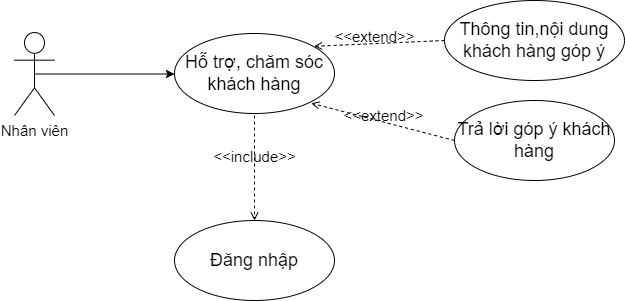 Thông tin,nội dung
khách hàng góp ý
<<extend>>
Hỗ trợ, chăm sóc
khách hàng
Nhân viên
<<extend>>
Trả lời góp ý khách
hàng
<<include>>
Đăng nhập